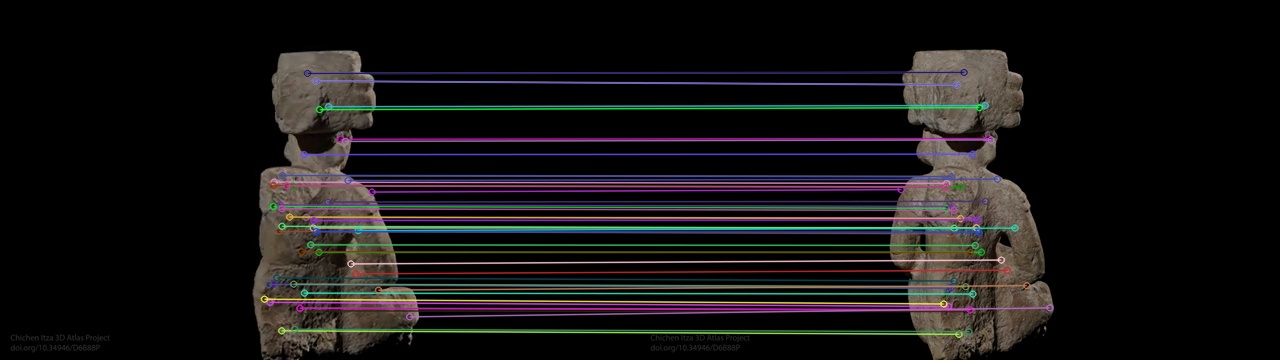 Chichen Itza 3D Atlas Project
doi.org/10.34946/D6B88P
Chichen Itza 3D Atlas Project
doi.org/10.34946/D6B88P